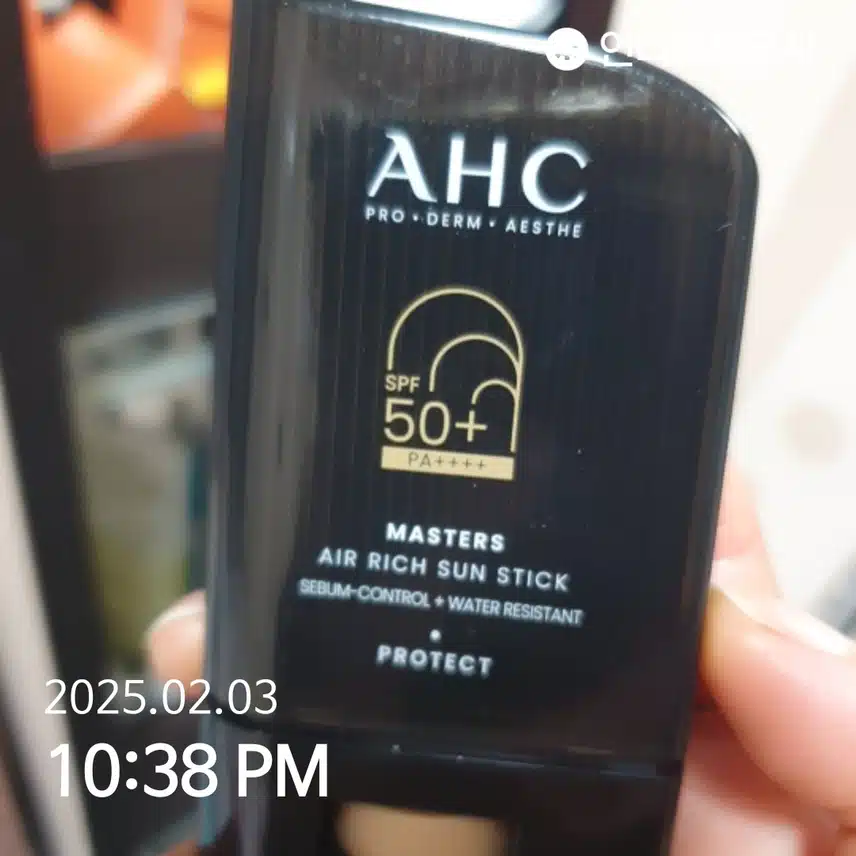 AHC
PRO • DERM • AESTHE
SPF
50+
PA++++
MASTERS
AIR RICH SUN STICK
SEBUM-CONTROL + WATER RESISTANT
PROTECT
2025.02.03
10:38 PM